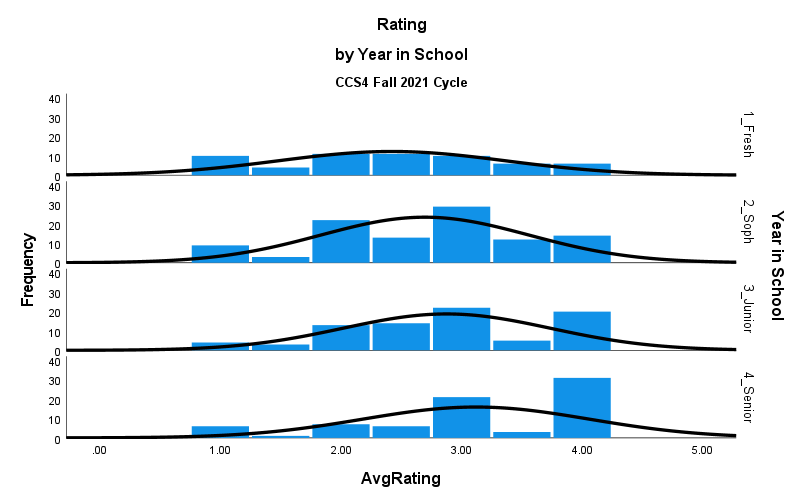 Rating
by Year in School
CCS4 Fall 2021 Cycle
Frequency
40
30
20
10
0
1_Fresh
40
30
20
10
0
2_Soph
40
30
20
10
0
3_Junior
40
30
20
10
0
4_Senior
Year in School
.00 1.00 2.00 3.00 4.00 5.00
AvgRating